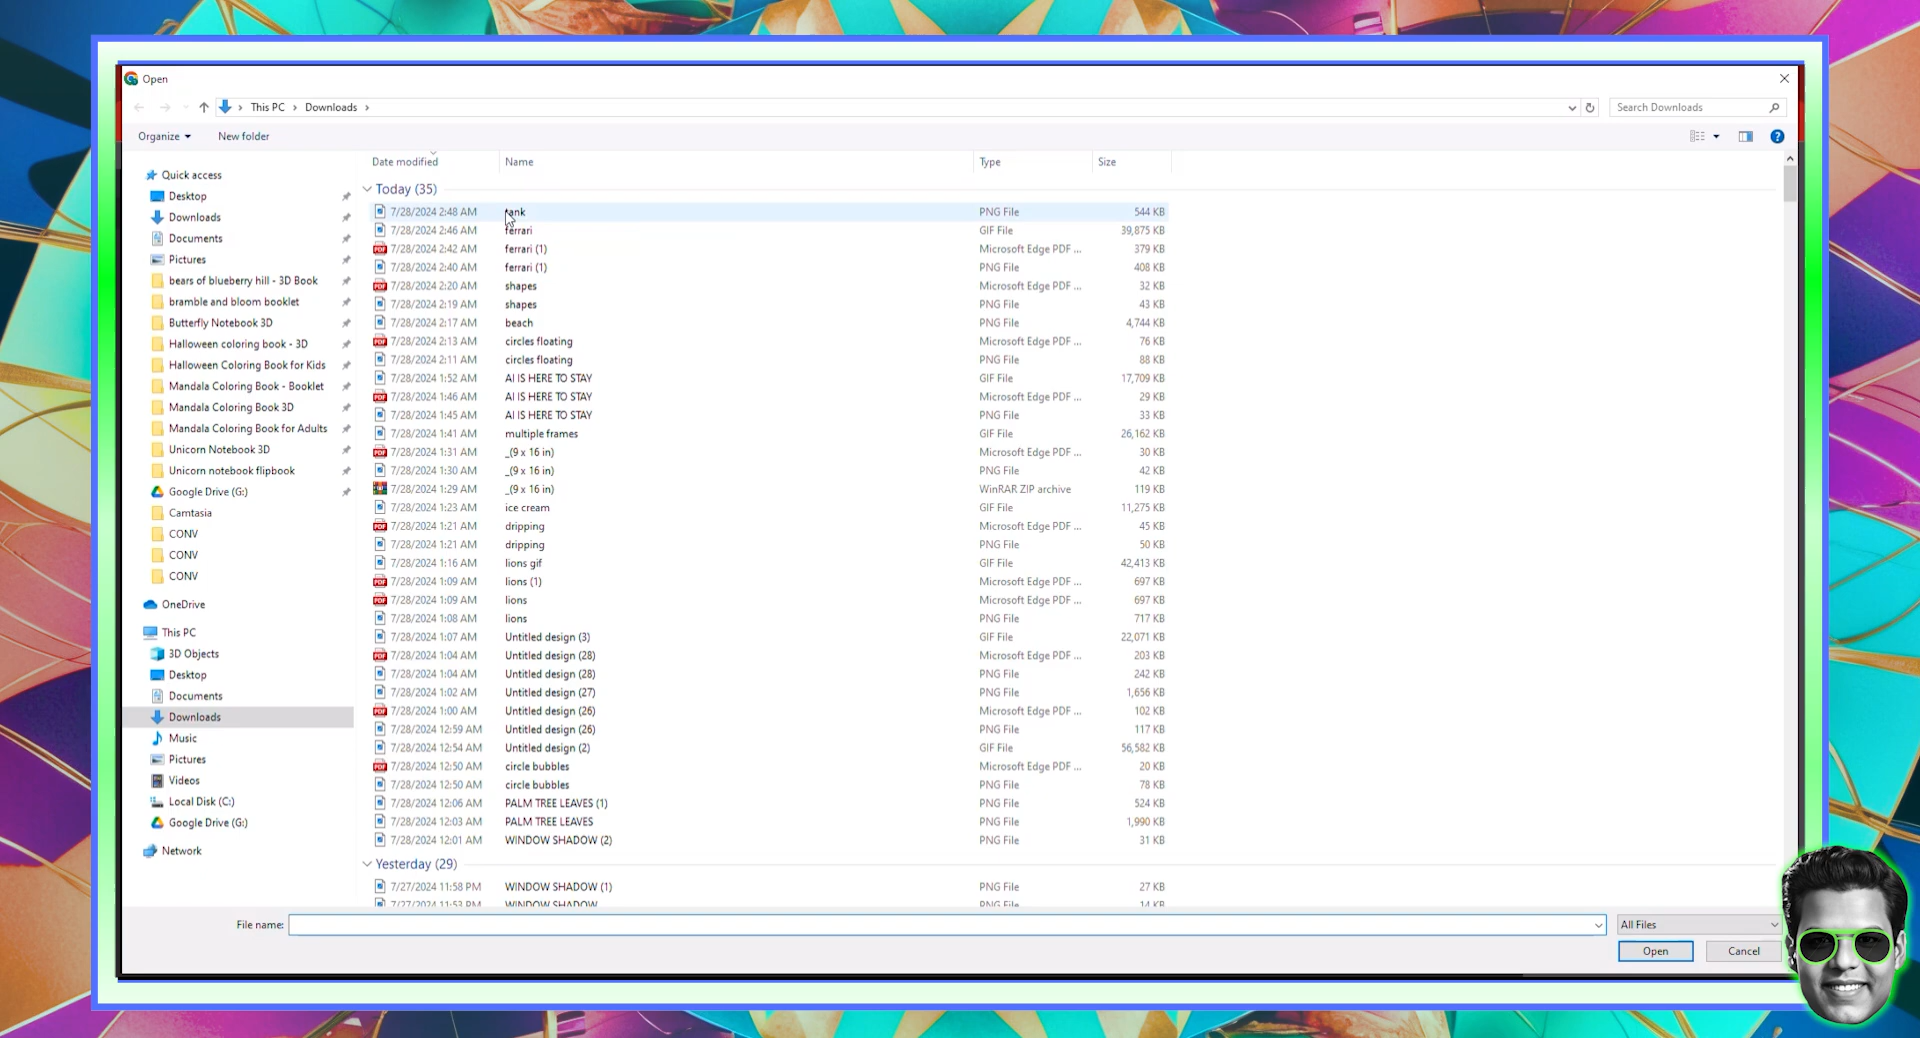 Open
This PC > Downloads >
Search Downloads
Organize
New folder
Date modified Name Type Size
Quick access
Desktop
Downloads
Documents
Pictures
bears of blueberry hill - 3D Book
bramble and bloom booklet
Butterfly Notebook 3D
Halloween coloring book - 3D
Halloween Coloring Book for Kids
Mandala Coloring Book - Booklet
Mandala Coloring Book 3D
Mandala Coloring Book for Adults
Unicorn Notebook 3D
Unicorn notebook flipbook
Google Drive (G:)
Camtasia
CONV
CONV
CONV
OneDrive
This PC
3D Objects
Desktop
Documents
Downloads
Music
Pictures
Videos
Local Disk (C:)
Google Drive (G:)
Network
Today (35)
7/28/2024 2:48 AM tank PNG File 544 KB
7/28/2024 2:46 AM ferrari GIF File 39,875 KB
PDF 7/28/2024 2:42 AM ferrari (1) Microsoft Edge PDF ... 379 KB
7/28/2024 2:40 AM ferrari (1) PNG File 408 KB
PDF 7/28/2024 2:20 AM shapes Microsoft Edge PDF ... 32 KB
7/28/2024 2:19 AM shapes PNG File 43 KB
7/28/2024 2:17 AM beach PNG File 4,744 KB
PDF 7/28/2024 2:13 AM circles floating Microsoft Edge PDF ... 76 KB
7/28/2024 2:11 AM circles floating PNG File 88 KB
7/28/2024 1:52 AM AI IS HERE TO STAY GIF File 17,709 KB
PDF 7/28/2024 1:46 AM AI IS HERE TO STAY Microsoft Edge PDF ... 29 KB
7/28/2024 1:45 AM AI IS HERE TO STAY PNG File 33 KB
7/28/2024 1:41 AM multiple frames GIF File 26,162 KB
PDF 7/28/2024 1:31 AM _(9 x 16 in) Microsoft Edge PDF ... 30 KB
7/28/2024 1:30 AM _(9 x 16 in) PNG File 42 KB
7/28/2024 1:29 AM _(9 x 16 in) WinRAR ZIP archive 119 KB
7/28/2024 1:23 AM ice cream GIF File 11,275 KB
PDF 7/28/2024 1:21 AM dripping Microsoft Edge PDF ... 45 KB
7/28/2024 1:21 AM dripping PNG File 50 KB
7/28/2024 1:16 AM lions gif GIF File 42,413 KB
PDF 7/28/2024 1:09 AM lions (1) Microsoft Edge PDF ... 697 KB
PDF 7/28/2024 1:09 AM lions Microsoft Edge PDF ... 697 KB
7/28/2024 1:08 AM lions PNG File 717 KB
7/28/2024 1:07 AM Untitled design (3) GIF File 22,071 KB
PDF 7/28/2024 1:04 AM Untitled design (28) Microsoft Edge PDF ... 203 KB
7/28/2024 1:04 AM Untitled design (28) PNG File 242 KB
7/28/2024 1:02 AM Untitled design (27) PNG File 1,656 KB
PDF 7/28/2024 1:00 AM Untitled design (26) Microsoft Edge PDF ... 102 KB
7/28/2024 12:59 AM Untitled design (26) PNG File 117 KB
7/28/2024 12:54 AM Untitled design (2) GIF File 56,582 KB
PDF 7/28/2024 12:50 AM circle bubbles Microsoft Edge PDF ... 20 KB
7/28/2024 12:50 AM circle bubbles PNG File 78 KB
7/28/2024 12:06 AM PALM TREE LEAVES (1) PNG File 524 KB
7/28/2024 12:03 AM PALM TREE LEAVES PNG File 1,990 KB
7/28/2024 12:01 AM WINDOW SHADOW (2) PNG File 31 KB
Yesterday (29)
7/27/2024 11:58 PM WINDOW SHADOW (1) PNG File 27 KB
7/27/2024 11:53 PM WINDOW SHADOW PNG File 14 KB
File name:
All Files
Open
Cancel